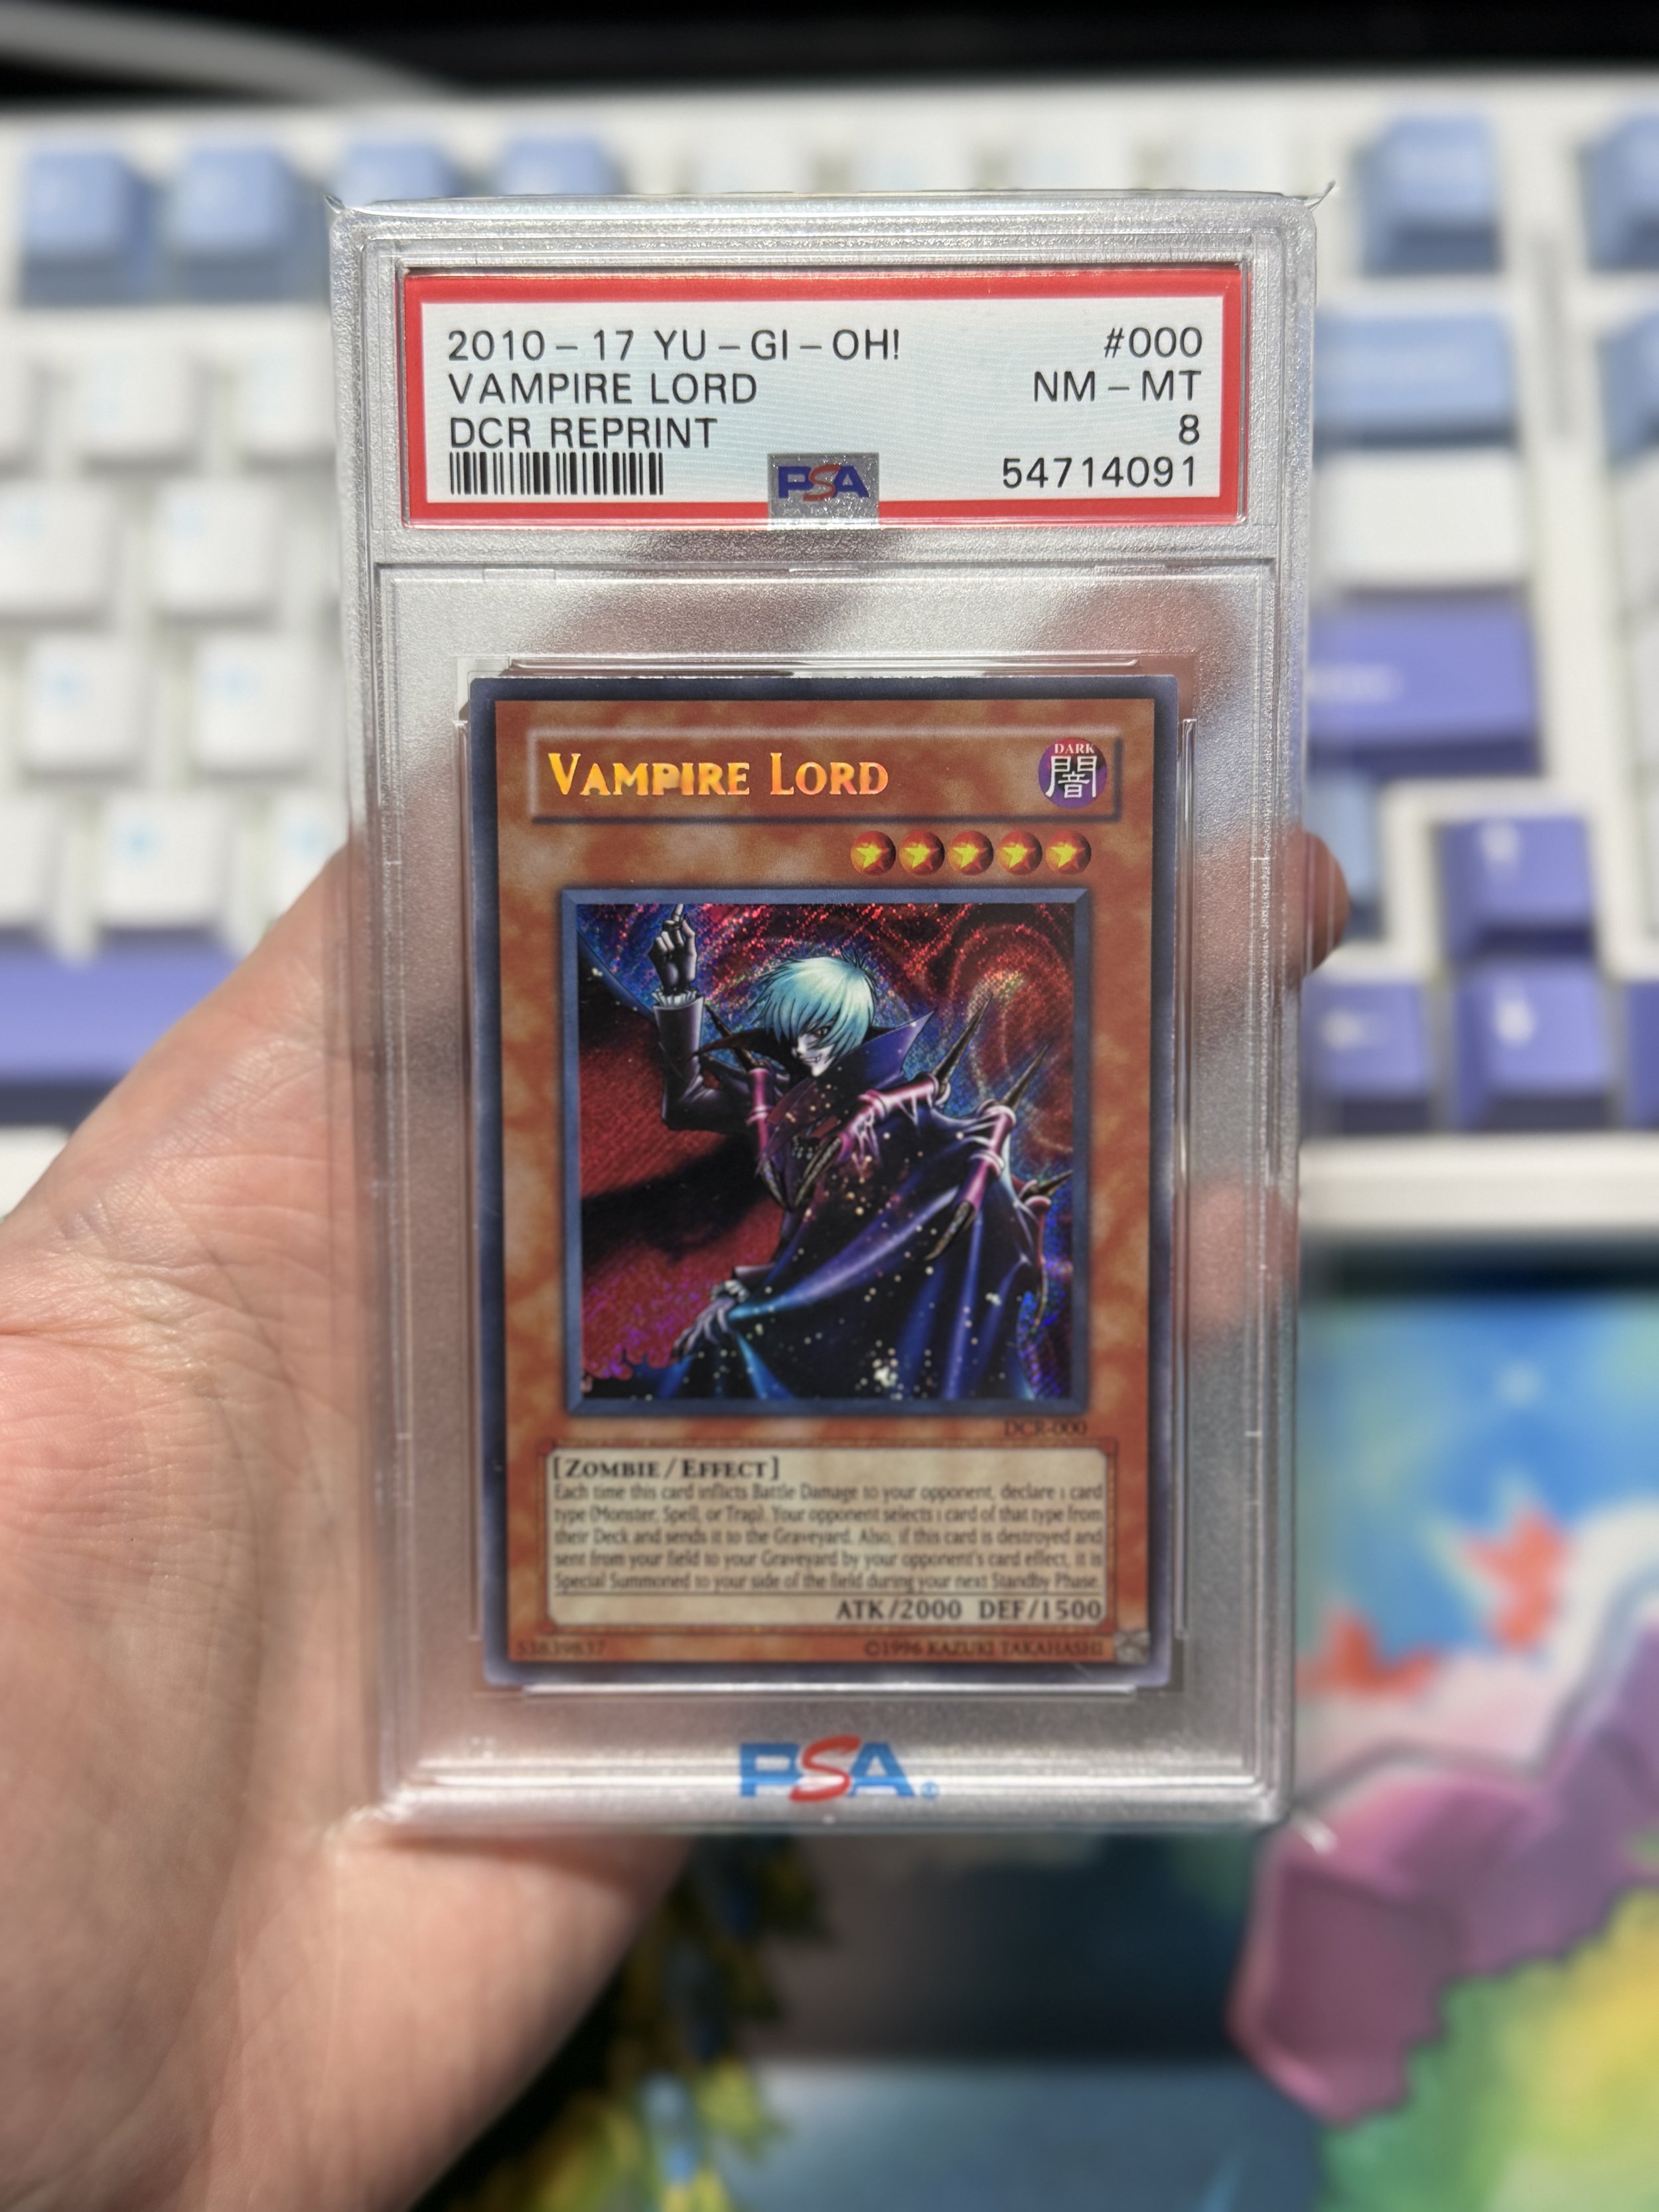 2010 - 17 YU - GI - OH! #000
VAMPIRE LORD NM - MT
DCR REPRINT 8
54714091
PSA
VAMPIRE LORD
DARK
闇
DCR-000
[ZOMBIE/EFFECT]
Each time this card inflicts Battle Damage to your opponent, declare 1 card
type (Monster, Spell, or Trap). Your opponent selects 1 card of that type from
their Deck and sends it to the Graveyard. Also, if this card is destroyed and
sent from your field to your Graveyard by your opponent's card effect, it is
Special Summoned to your side of the field during your next Standby Phase.
ATK/2000 DEF/1500
53839837 ©1996 KAZUKI TAKAHASHI
PSA